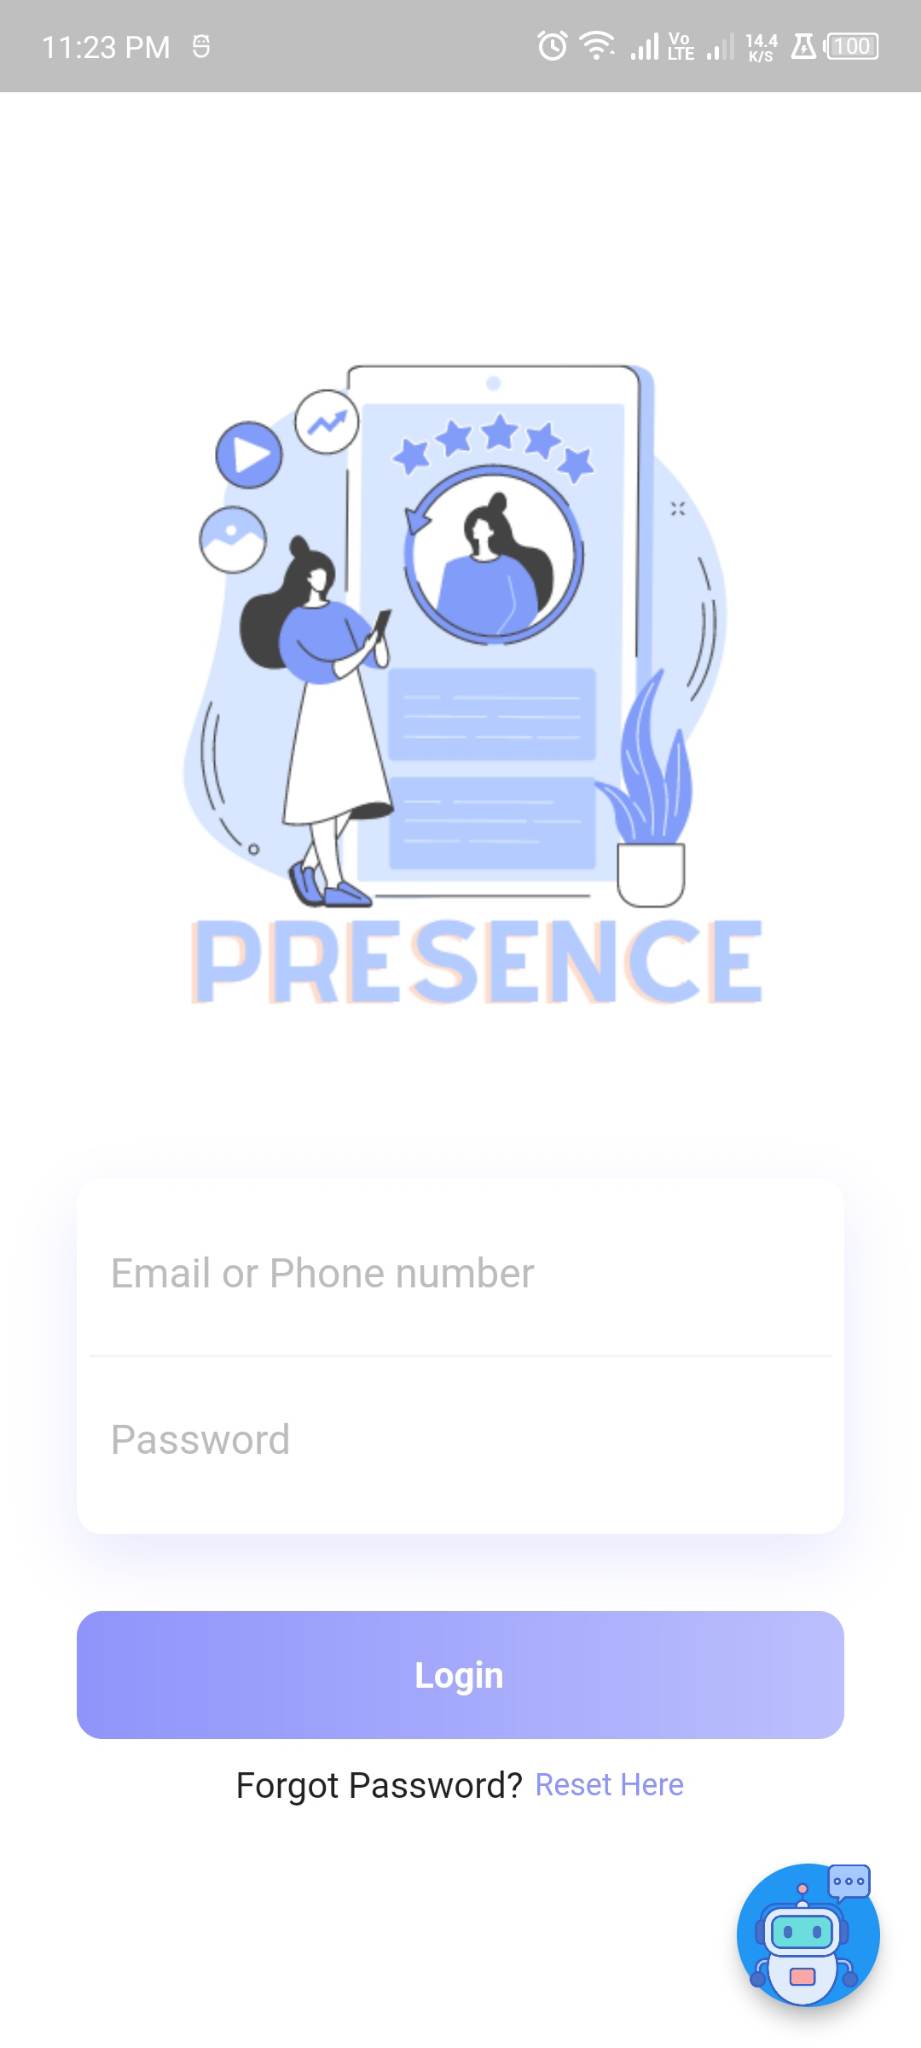 11:23 PM
Vo
LTE
14.4
K/S
100
PRESENCE
Email or Phone number
Password
Login
Forgot Password? Reset Here